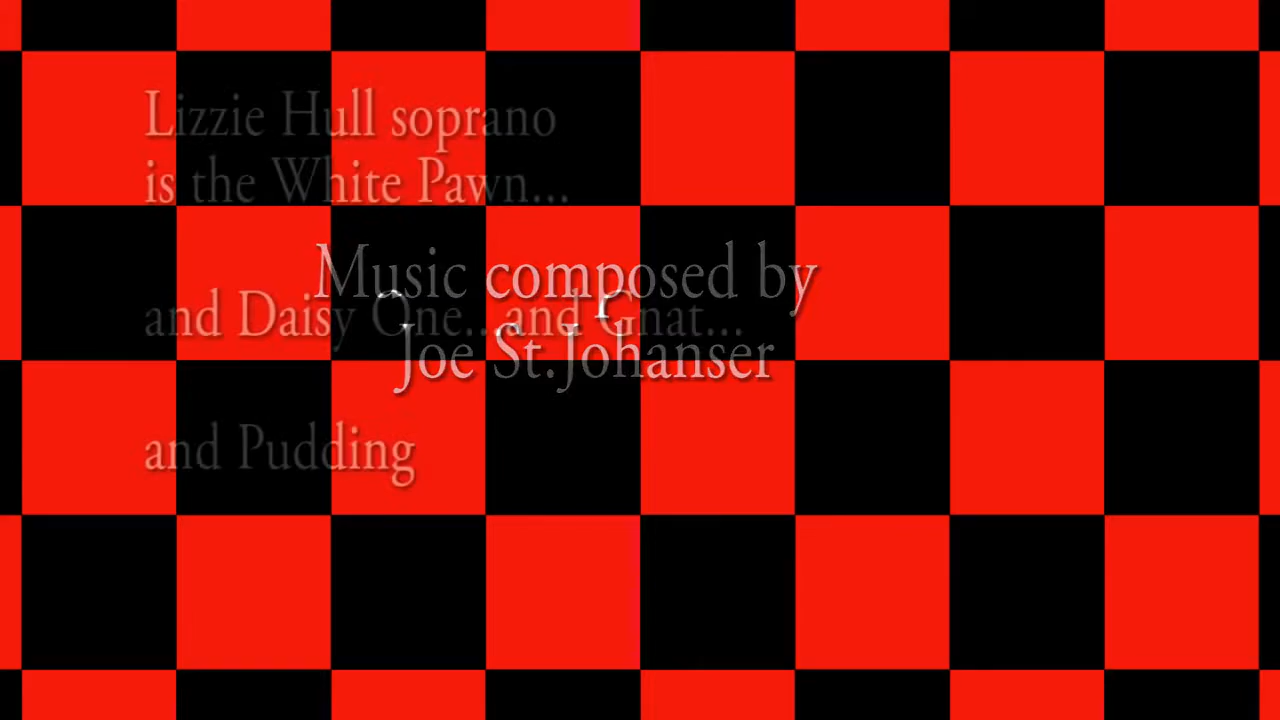 Lizzie Hull soprano
is the White Pawn...
Music composed by
and Daisy One...and Gnat...
Joe St.Johanser
and Pudding